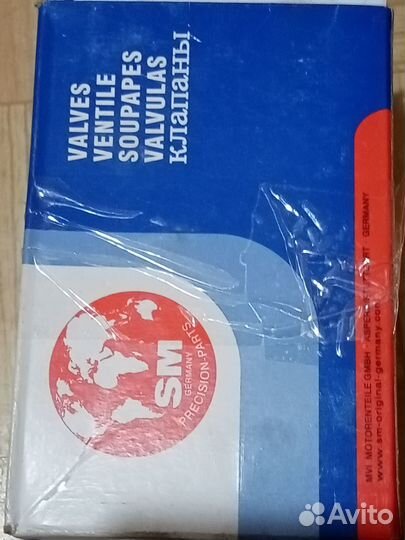 VALVES
VENTILE
SOUPAPES
VALVULAS
клапаны
SM
GERMANY
PRECISION-PARTS
MVI MOTORENTEILE GMBH GERMANY
www.sm-original-germany.com
Avito